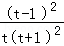 (t-1)²
t(t+1)²